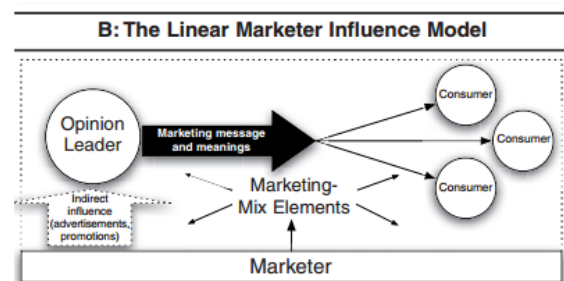 B: The Linear Marketer Influence Model
Opinion
Leader
Marketing message
and meanings
Consumer
Consumer
Consumer
Indirect
influence
(advertisements,
promotions)
Marketing-
Mix Elements
Marketer